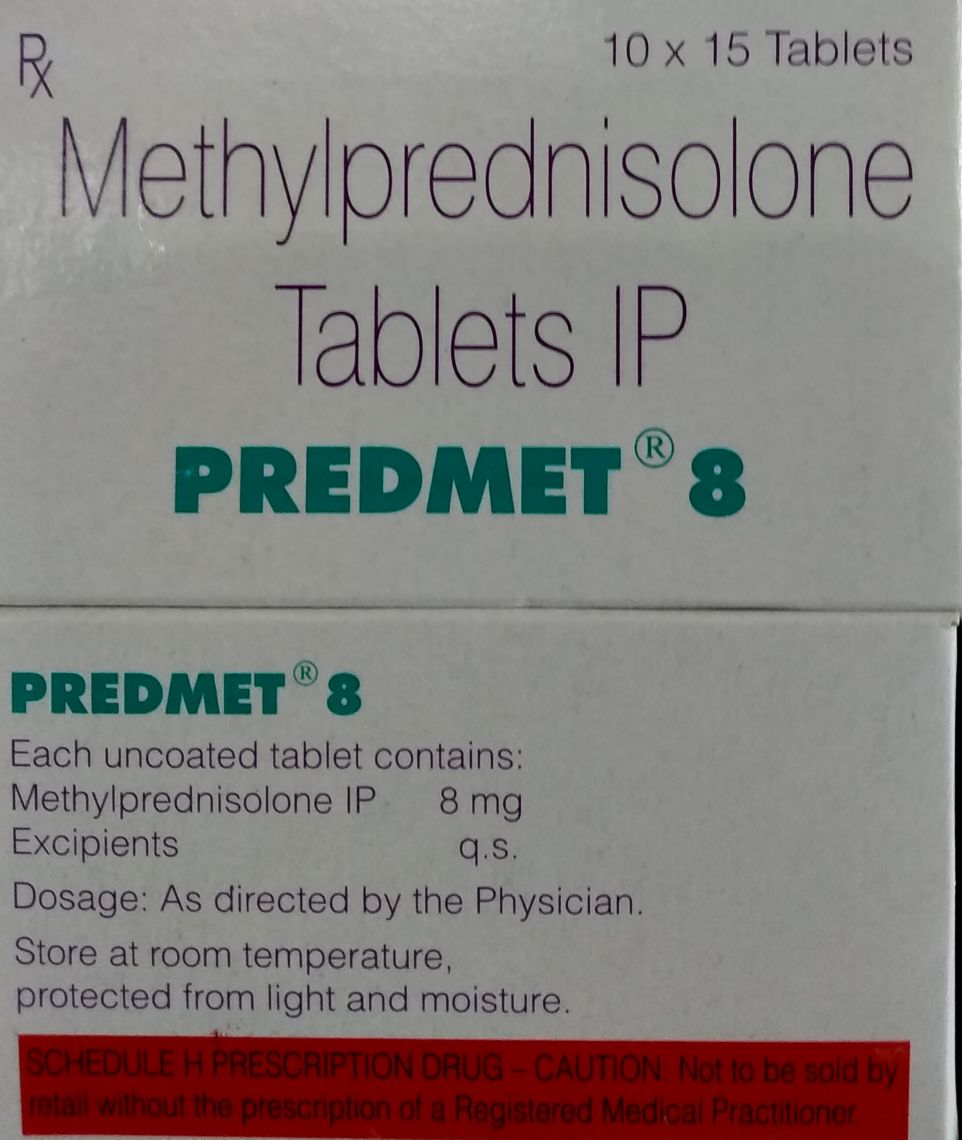 Rx 10 x 15 Tablets
Methylprednisolone
Tablets IP
PREDMET® 8
PREDMET® 8
Each uncoated tablet contains:
Methylprednisolone IP 8 mg
Excipients q.s.
Dosage: As directed by the Physician.
Store at room temperature,
protected from light and moisture.
SCHEDULE H PRESCRIPTION DRUG – CAUTION: Not to be sold by
retail without the prescription of a Registered Medical Practitioner.